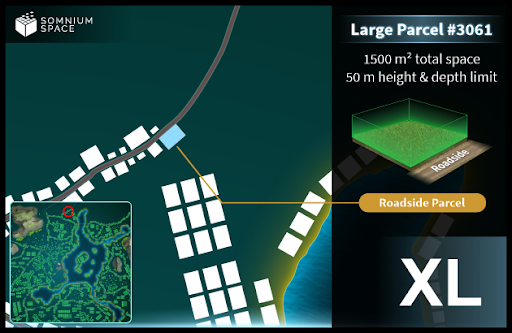 SOMNIUM
SPACE
Large Parcel #3061
1500 m² total space
50 m height & depth limit
Roadside
Roadside Parcel
XL